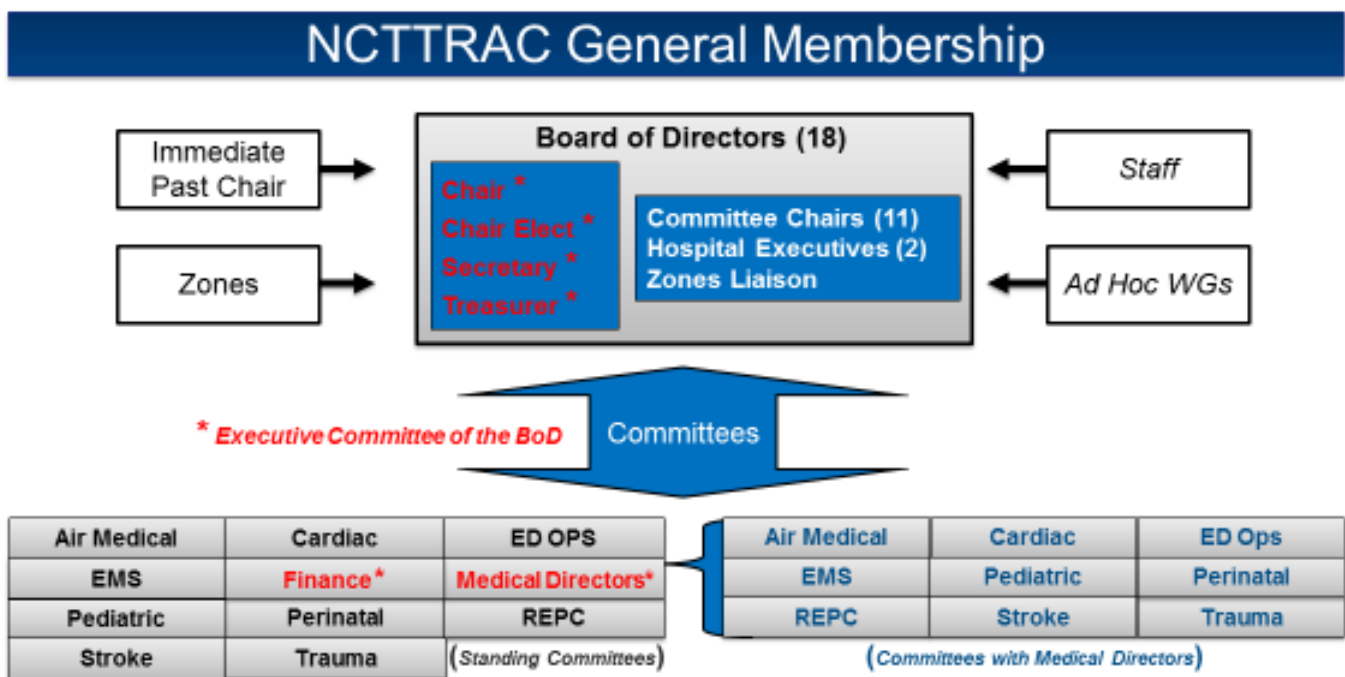 NCTTRAC General Membership
Immediate
Past Chair
Zones
Board of Directors (18)
Chair *
Chair Elect *
Secretary *
Treasurer *
Committee Chairs (11)
Hospital Executives (2)
Zones Liaison
Staff
Ad Hoc WGs
* Executive Committee of the BoD
Committees
Air Medical Cardiac ED OPS
EMS Finance* Medical Directors*
Pediatric Perinatal REPC
Stroke Trauma (Standing Committees)
Air Medical Cardiac ED Ops
EMS Pediatric Perinatal
REPC Stroke Trauma
(Committees with Medical Directors)